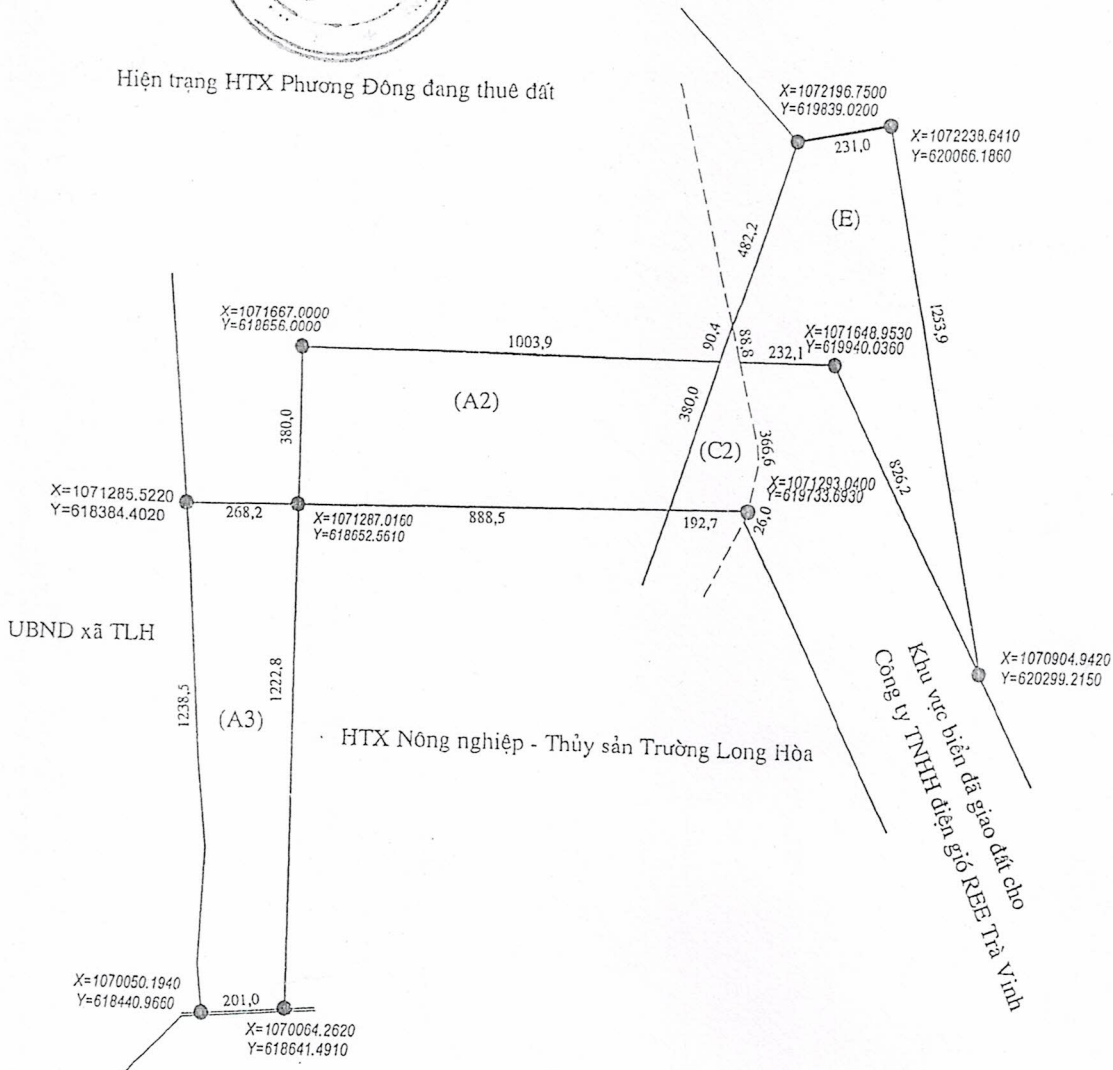 Hiện trạng HTX Phương Đông đang thuê đất
X=1072196.7500
Y=619839.0200
X=1072238.6410
Y=620066.1860
231,0
(E)
482,2
1253,9
X=1071667.0000
Y=618656.0000
1003,9
90,4
88,8
X=1071648.9530
Y=619940.0360
232,1
380,0
(A2)
380,0
(C2)
366,6
826,2
X=1071285.5220
Y=618384.4020
268,2
X=1071287.0160
Y=618652.5610
888,5
192,7
X=1071293.0400
Y=619733.6930
26,0
UBND xã TLH
1238,5
(A3)
1222,8
HTX Nông nghiệp - Thủy sản Trường Long Hòa
Khu vực biển đã giao đất cho
Công ty TNHH điện gió REE Trà Vinh
X=1070904.9420
Y=620299.2150
X=1070050.1940
Y=618440.9660
201,0
X=1070064.2620
Y=618641.4910